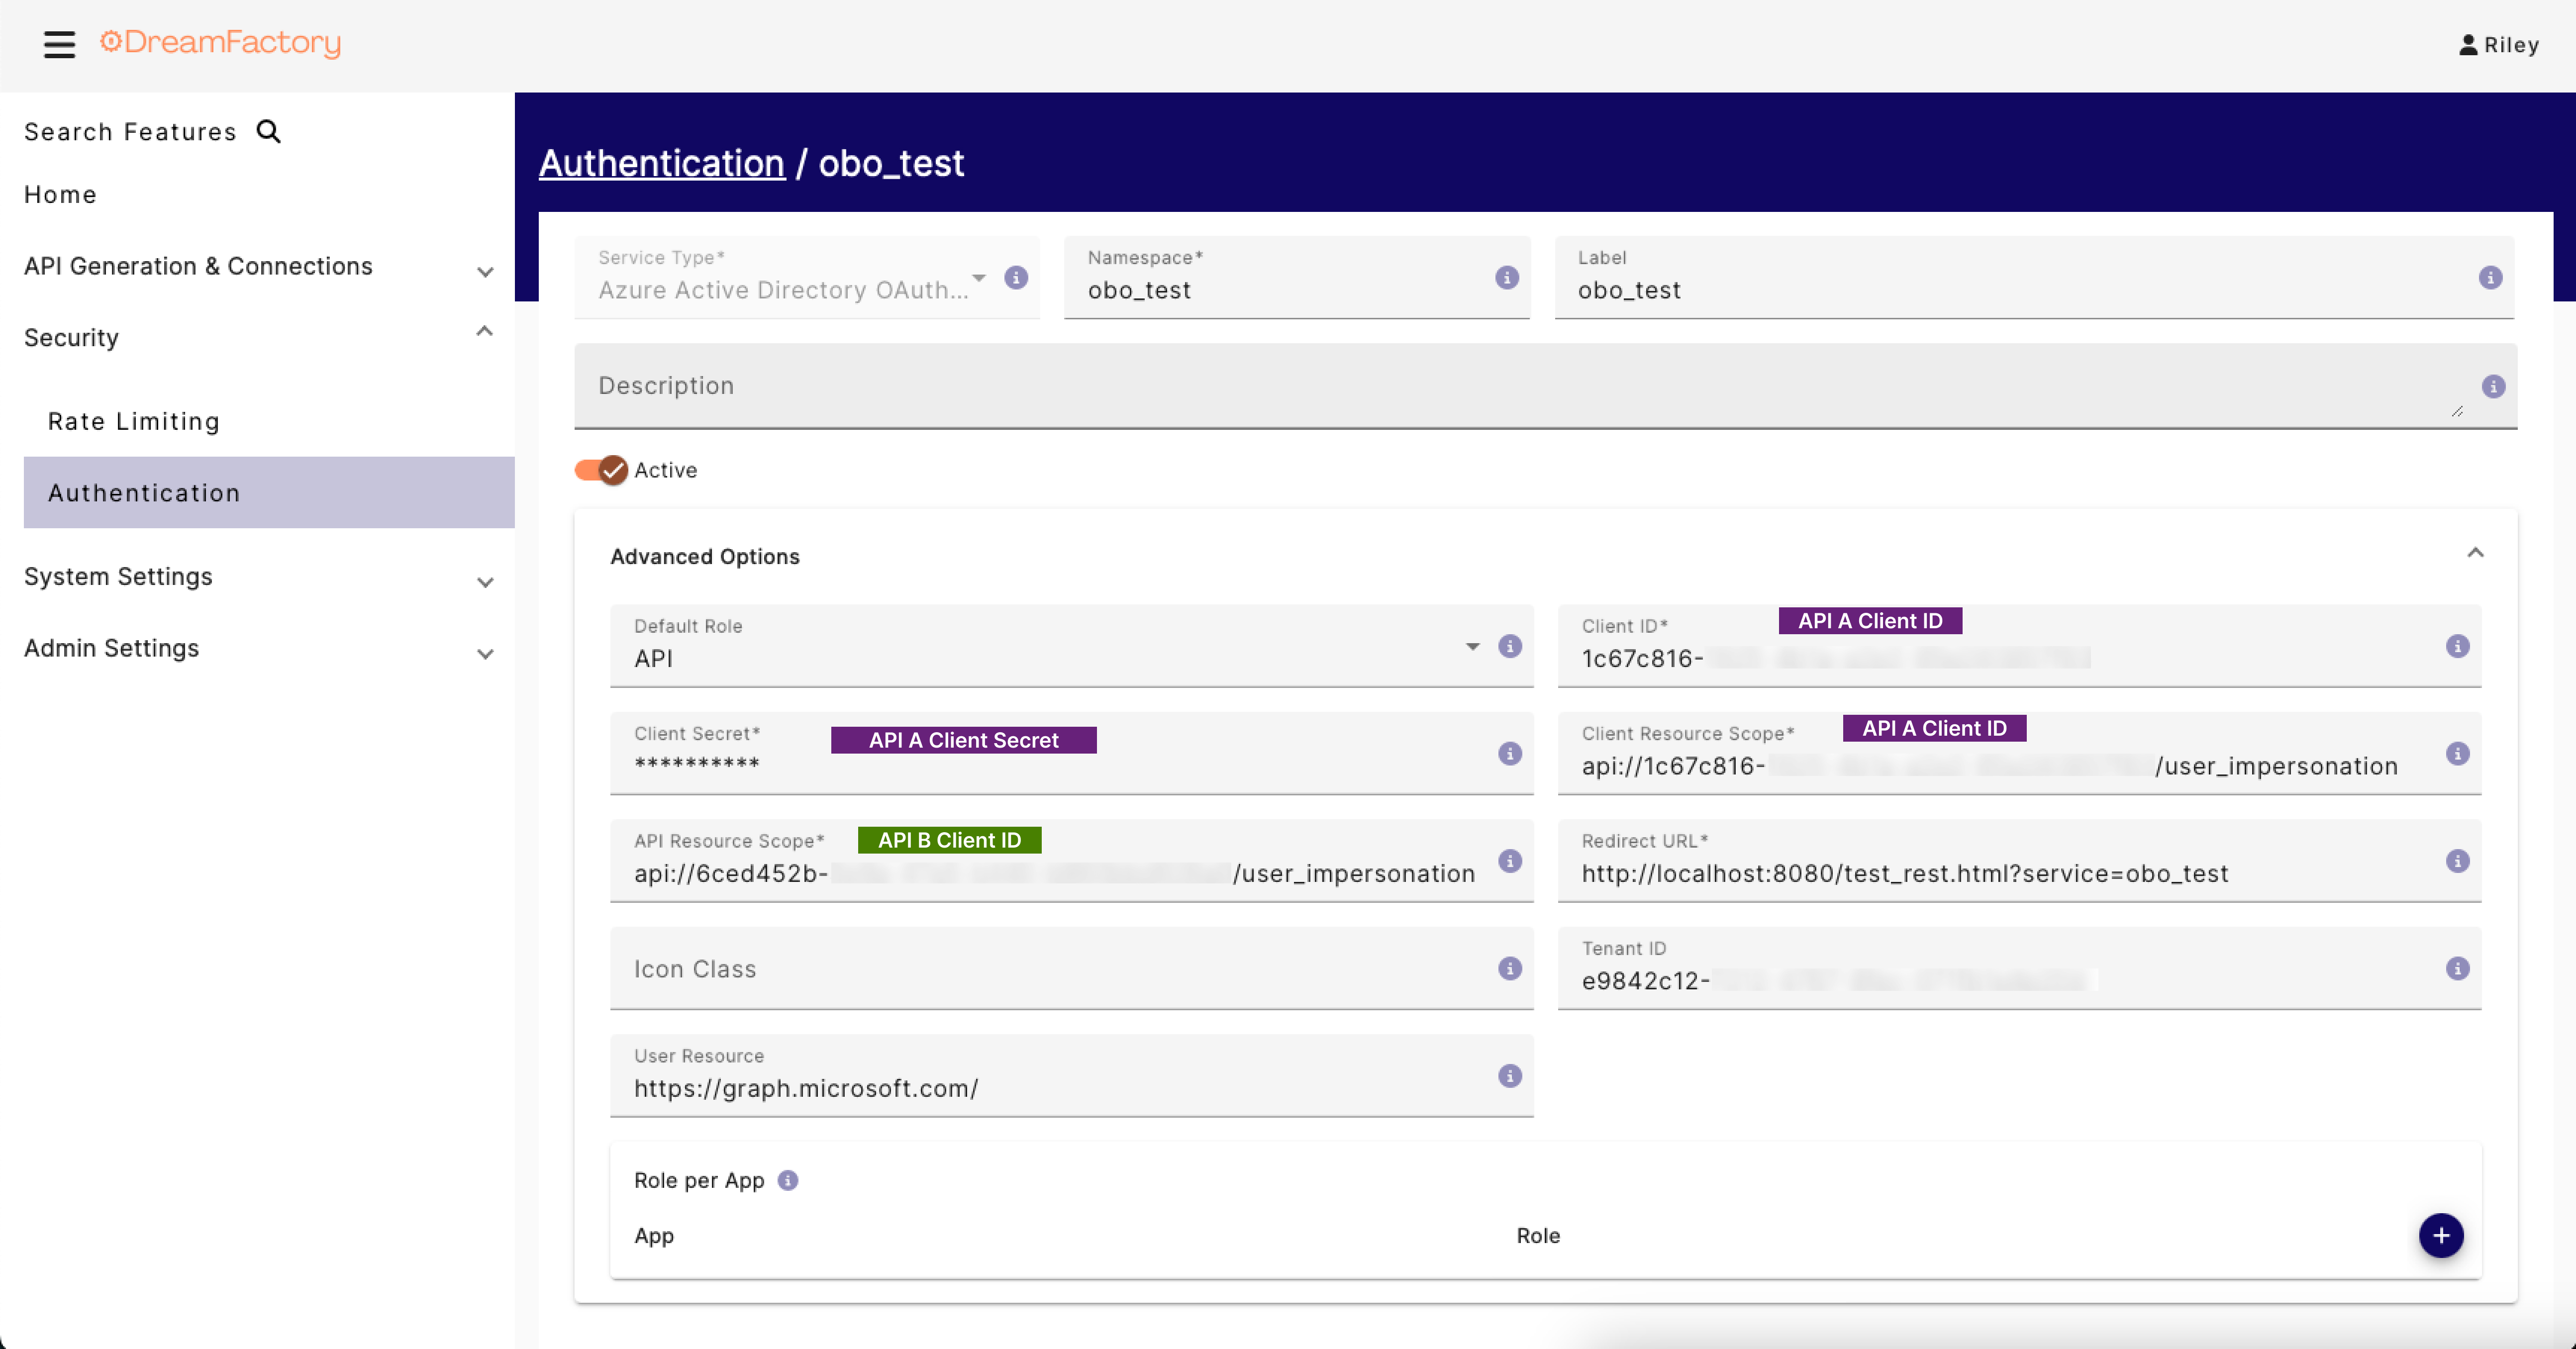 DreamFactory
Riley
Search Features
Home
API Generation & Connections
Security
Rate Limiting
Authentication
System Settings
Admin Settings
Authentication / obo_test
Service Type*
Azure Active Directory OAuth...
Namespace*
obo_test
Label
obo_test
Description
Active
Advanced Options
Default Role
API
Client ID*
API A Client ID
1c67c816-
Client Secret*
API A Client Secret
**********
Client Resource Scope*
API A Client ID
api://1c67c816-
/user_impersonation
API Resource Scope*
API B Client ID
api://6ced452b-
/user_impersonation
Redirect URL*
http://localhost:8080/test_rest.html?service=obo_test
Icon Class
Tenant ID
e9842c12-
User Resource
https://graph.microsoft.com/
Role per App
App
Role